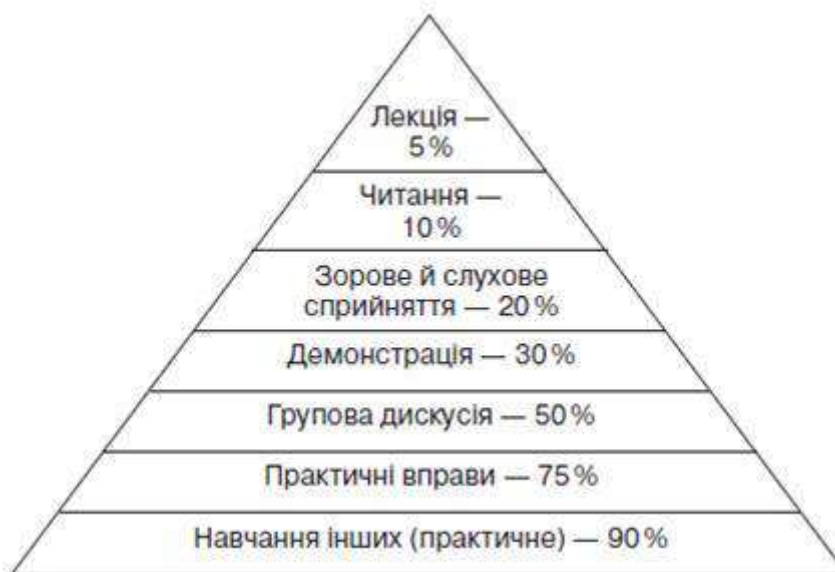 Лекція —
5 %
Читання —
10 %
Зорове й слухове
сприйняття — 20 %
Демонстрація — 30 %
Групова дискусія — 50 %
Практичні вправи — 75 %
Навчання інших (практичне) — 90 %